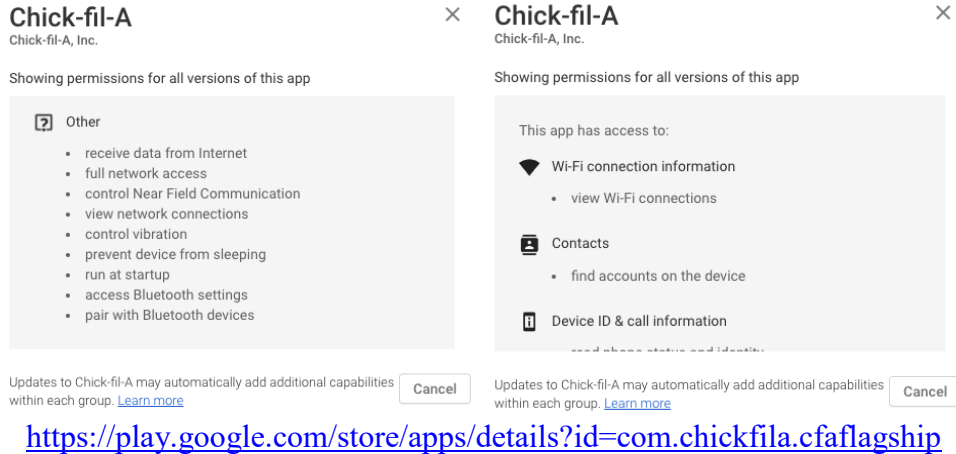 Chick-fil-A
Chick-fil-A, Inc.
Showing permissions for all versions of this app
Other
receive data from Internet
full network access
control Near Field Communication
view network connections
control vibration
prevent device from sleeping
run at startup
access Bluetooth settings
pair with Bluetooth devices
Updates to Chick-fil-A may automatically add additional capabilities
within each group. Learn more
Cancel
Chick-fil-A
Chick-fil-A, Inc.
Showing permissions for all versions of this app
This app has access to:
Wi-Fi connection information
view Wi-Fi connections
Contacts
find accounts on the device
Device ID & call information
read phone status and identity
Updates to Chick-fil-A may automatically add additional capabilities
within each group. Learn more
Cancel
https://play.google.com/store/apps/details?id=com.chickfila.cfaflagship